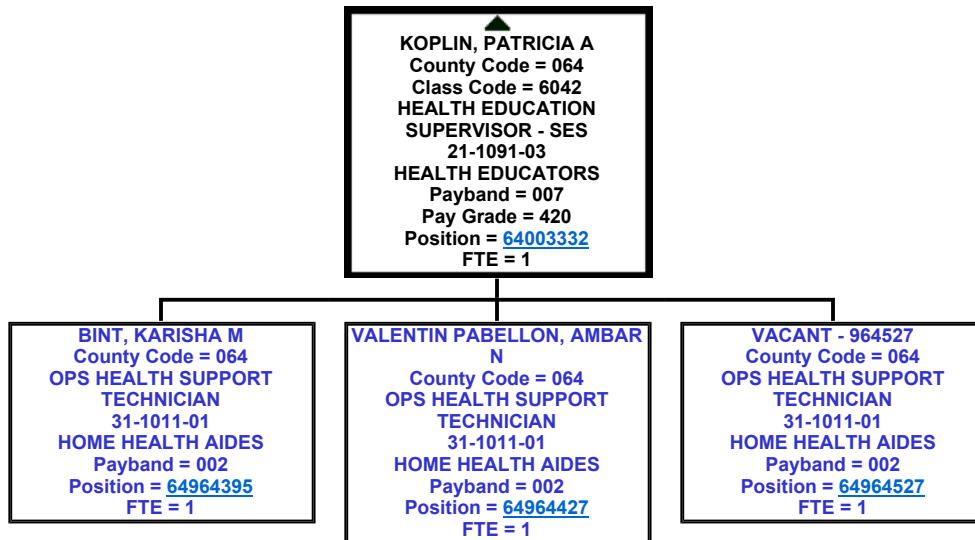 KOPLIN, PATRICIA A
County Code = 064
Class Code = 6042
HEALTH EDUCATION
SUPERVISOR - SES
21-1091-03
HEALTH EDUCATORS
Payband = 007
Pay Grade = 420
Position = 64003332
FTE = 1
BINT, KARISHA M
County Code = 064
OPS HEALTH SUPPORT
TECHNICIAN
31-1011-01
HOME HEALTH AIDES
Payband = 002
Position = 64964395
FTE = 1
VALENTIN PABELLON, AMBAR
N
County Code = 064
OPS HEALTH SUPPORT
TECHNICIAN
31-1011-01
HOME HEALTH AIDES
Payband = 002
Position = 64964427
FTE = 1
VACANT - 964527
County Code = 064
OPS HEALTH SUPPORT
TECHNICIAN
31-1011-01
HOME HEALTH AIDES
Payband = 002
Position = 64964527
FTE = 1